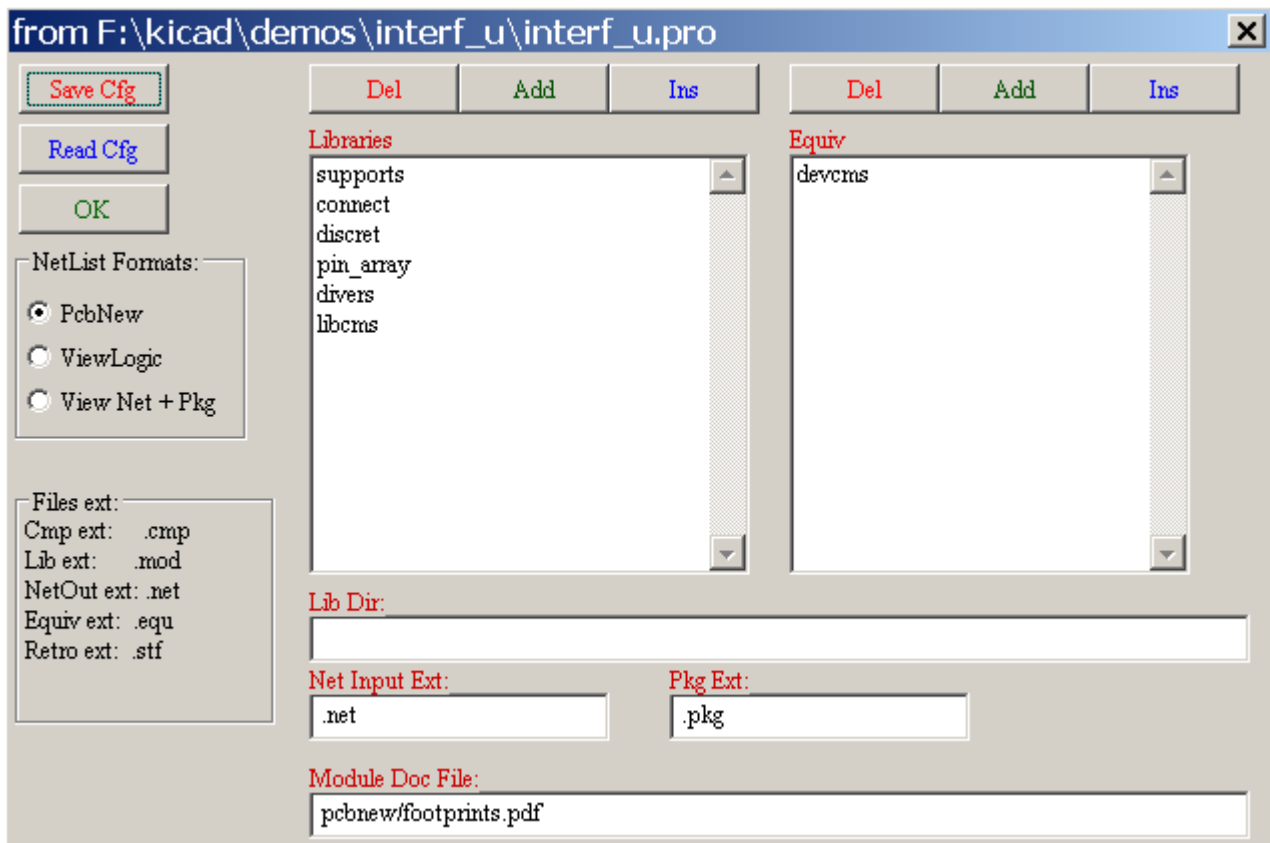 from F:\kicad\demos\interf_u\interf_u.pro
Save Cfg
Read Cfg
OK
NetList Formats:
PcbNew
ViewLogic
View Net + Pkg
Files ext:
Cmp ext: .cmp
Lib ext: .mod
NetOut ext: .net
Equiv ext: .equ
Retro ext: .stf
Del Add Ins
Libraries
supports
connect
discret
pin_array
divers
libcms
Del Add Ins
Equiv
devcms
Lib Dir:
Net Input Ext: Pkg Ext:
.net .pkg
Module Doc File:
pcbnew/footprints.pdf